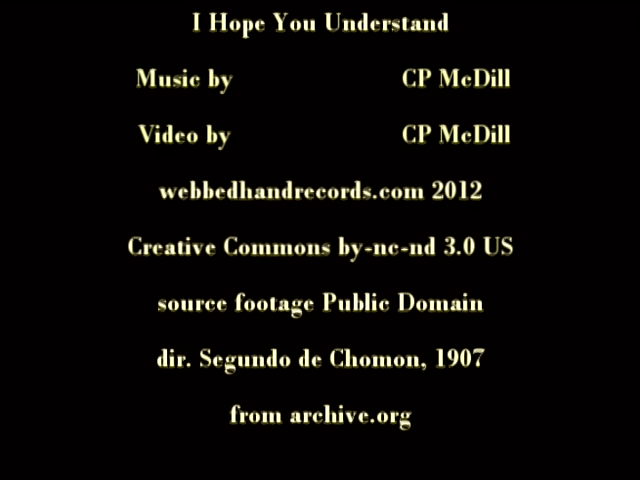 I Hope You Understand
Music by CP McDill
Video by CP McDill
webbedhandrecords.com 2012
Creative Commons by-nc-nd 3.0 US
source footage Public Domain
dir. Segundo de Chomon, 1907
from archive.org